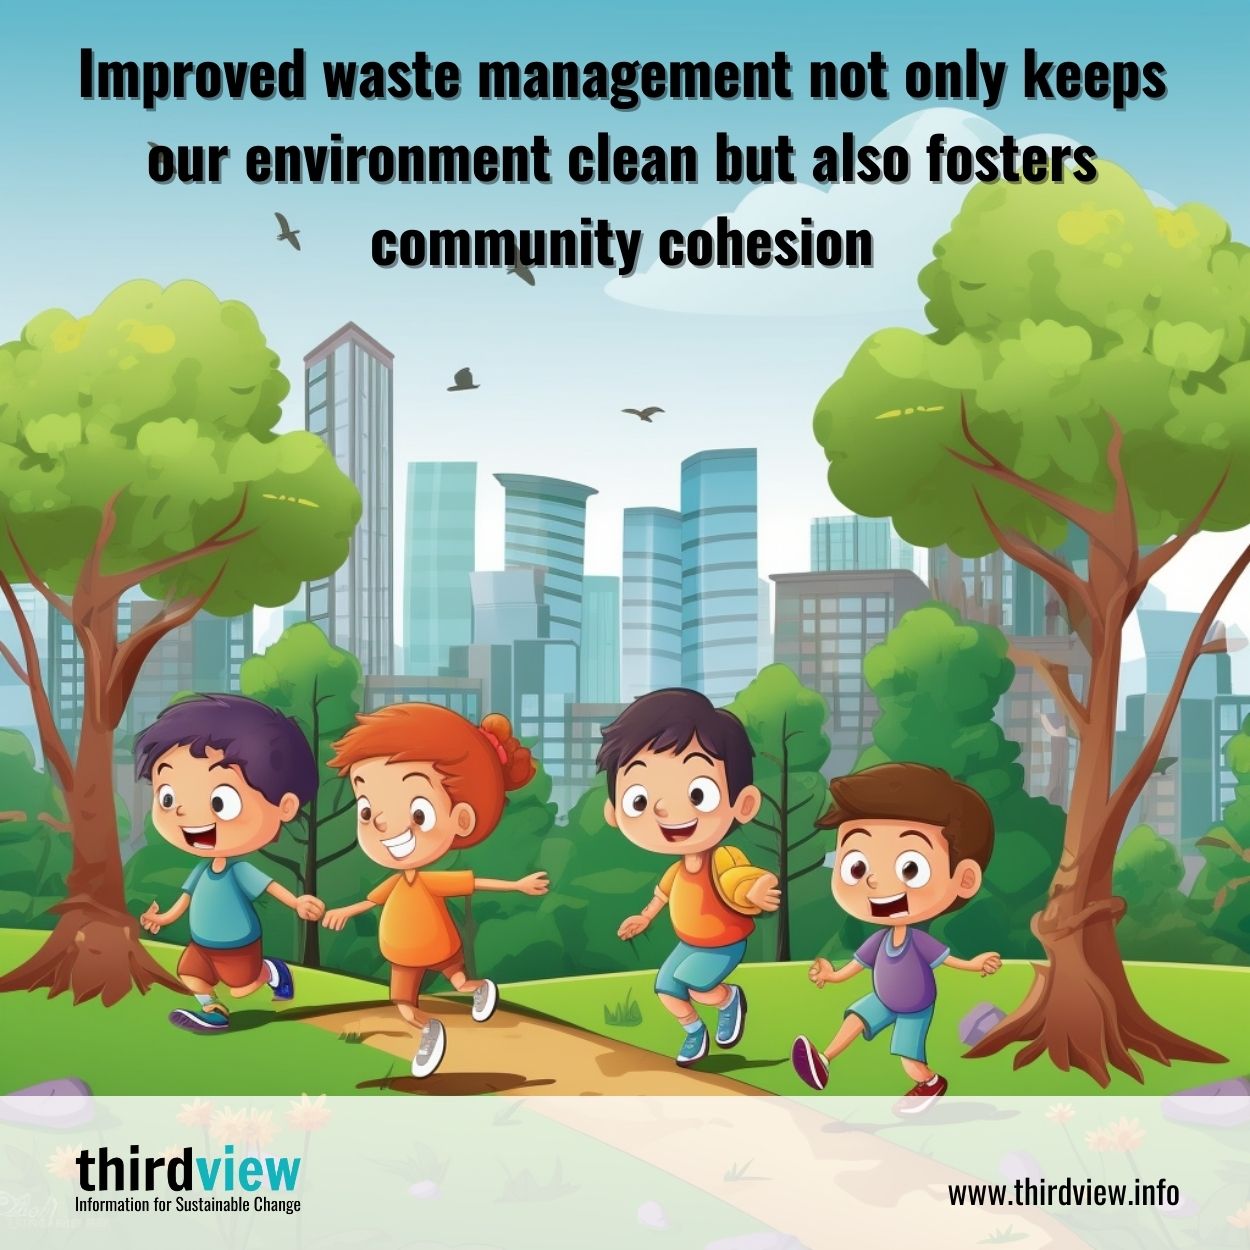 Improved waste management not only keeps
our environment clean but also fosters
community cohesion
thirdview
Information for Sustainable Change
www.thirdview.info